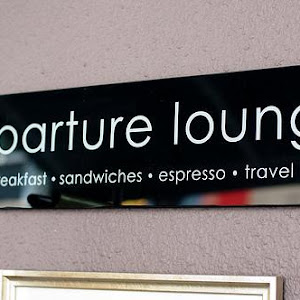 parture loung
eakfast • sandwiches • espresso • travel